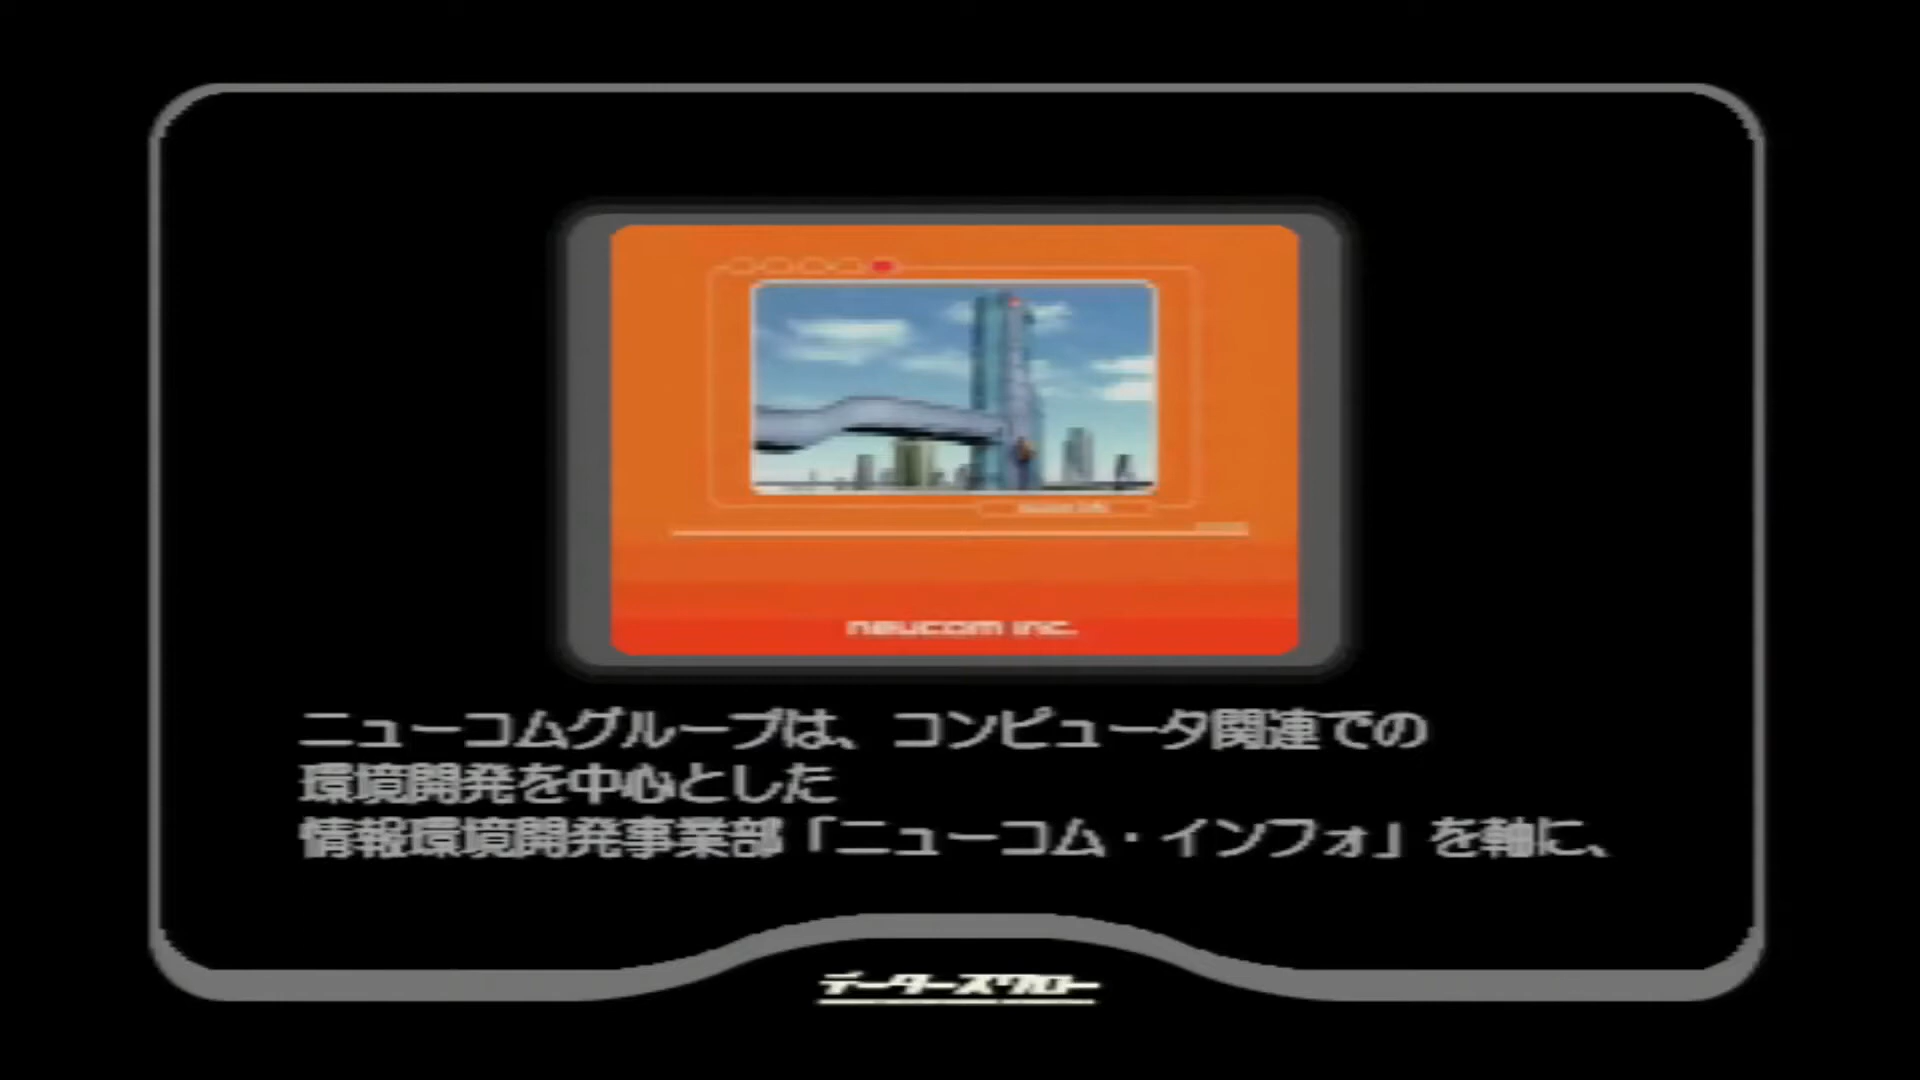 neucom inc.
ニューコムグループは、コンピュータ関連での
環境開発を中心とした
情報環境開発事業部「ニューコム・インフォ」を軸に、
データースワロー